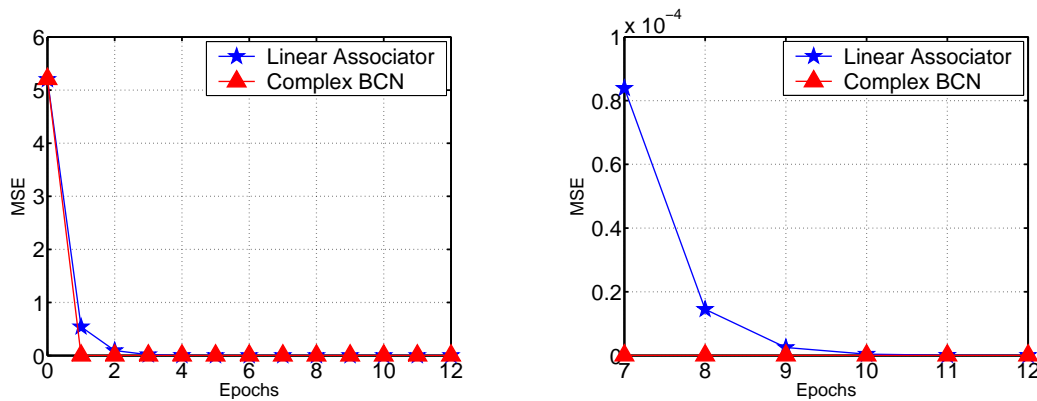 6
5
4
3
2
1
0
MSE
0 2 4 6 8 10 12
Epochs
Linear Associator
Complex BCN
x 10^−4
1
0.8
0.6
0.4
0.2
0
MSE
7 8 9 10 11 12
Epochs
Linear Associator
Complex BCN